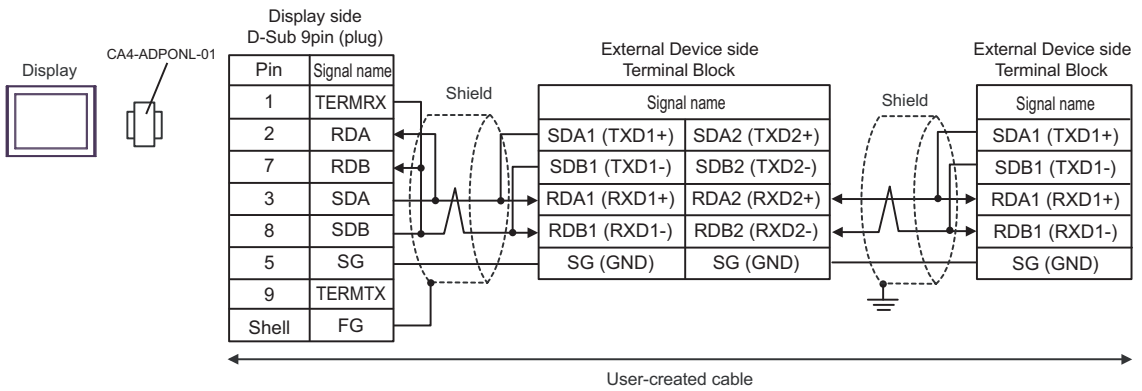 Display side
D-Sub 9pin (plug)
CA4-ADPONL-01
Display
Pin Signal name
1 TERMRX
2 RDA
7 RDB
3 SDA
8 SDB
5 SG
9 TERMTX
Shell FG
Shield
External Device side
Terminal Block
Signal name
SDA1 (TXD1+) SDA2 (TXD2+)
SDB1 (TXD1-) SDB2 (TXD2-)
RDA1 (RXD1+) RDA2 (RXD2+)
RDB1 (RXD1-) RDB2 (RXD2-)
SG (GND) SG (GND)
Shield
External Device side
Terminal Block
Signal name
SDA1 (TXD1+)
SDB1 (TXD1-)
RDA1 (RXD1+)
RDB1 (RXD1-)
SG (GND)
User-created cable